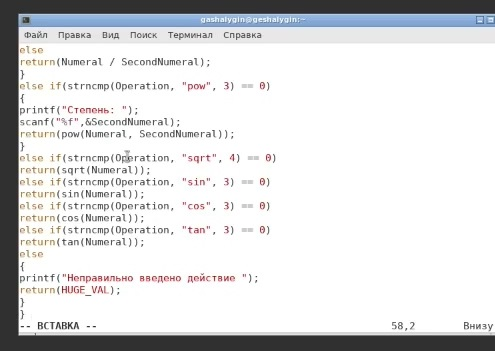 gashalygin@geshalygin:~
Файл Правка Вид Поиск Терминал Справка
else
return(Numeral / SecondNumeral);
}
else if(strncmp(Operation, "pow", 3) == 0)
{
printf("Степень: ");
scanf("%f",&SecondNumeral);
return(pow(Numeral, SecondNumeral));
}
else if(strncmp(Operation, "sqrt", 4) == 0)
return(sqrt(Numeral));
else if(strncmp(Operation, "sin", 3) == 0)
return(sin(Numeral));
else if(strncmp(Operation, "cos", 3) == 0)
return(cos(Numeral));
else if(strncmp(Operation, "tan", 3) == 0)
return(tan(Numeral));
else
{
printf("Неправильно введено действие ");
return(HUGE_VAL);
}
}
-- ВСТАВКА -- 58,2 Внизу